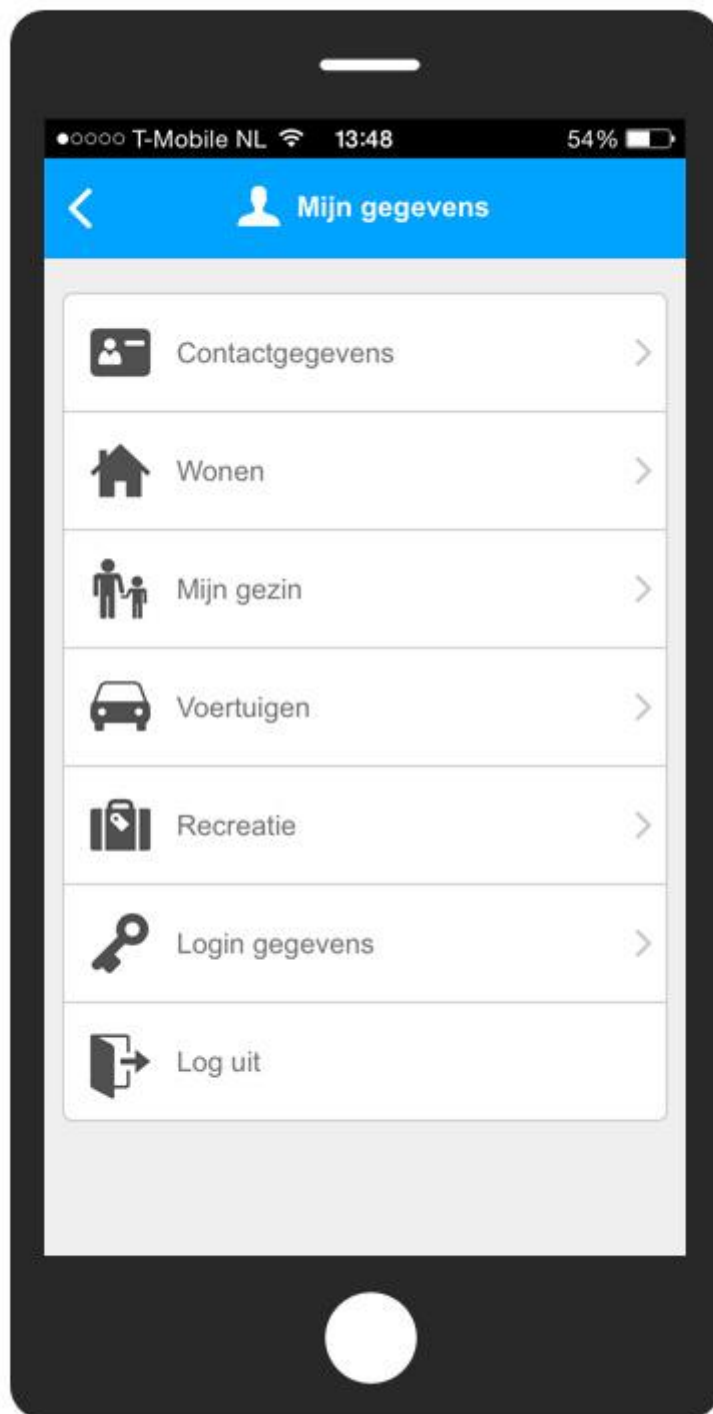 T-Mobile NL 13:48 54%
Mijn gegevens
Contactgegevens
Wonen
Mijn gezin
Voertuigen
Recreatie
Login gegevens
Log uit